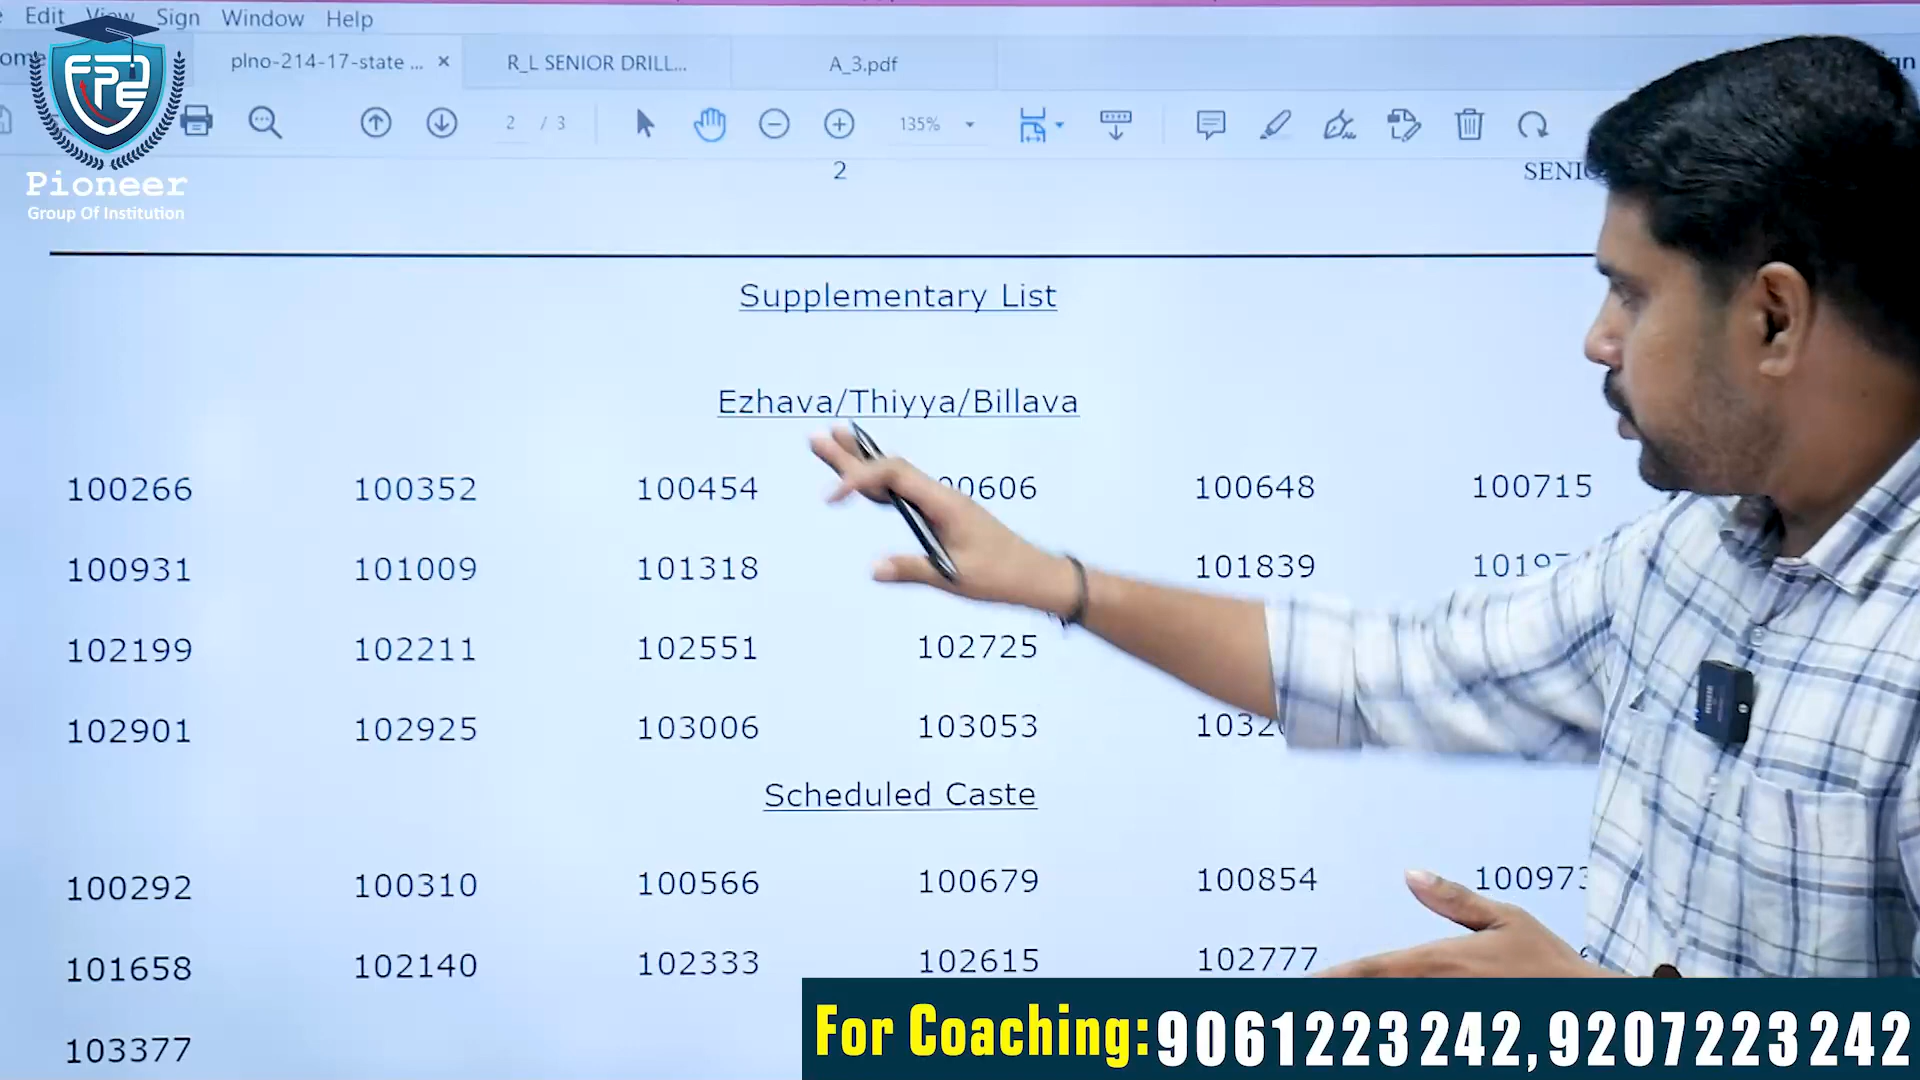 Edit View Sign Window Help
plno-214-17-state ... × R_L SENIOR DRILL... A_3.pdf
2 / 3 135%
FPDE
Pioneer
Group Of Institution
2
Supplementary List
Ezhava/Thiyya/Billava
100266 100352 100454 100648 100715
100931 101009 101318 101839
102199 102211 102551 102725
102901 102925 103006 103053
Scheduled Caste
100292 100310 100566 100679 100854
101658 102140 102333 102615 102777
103377
For Coaching: 9061223242, 9207223242